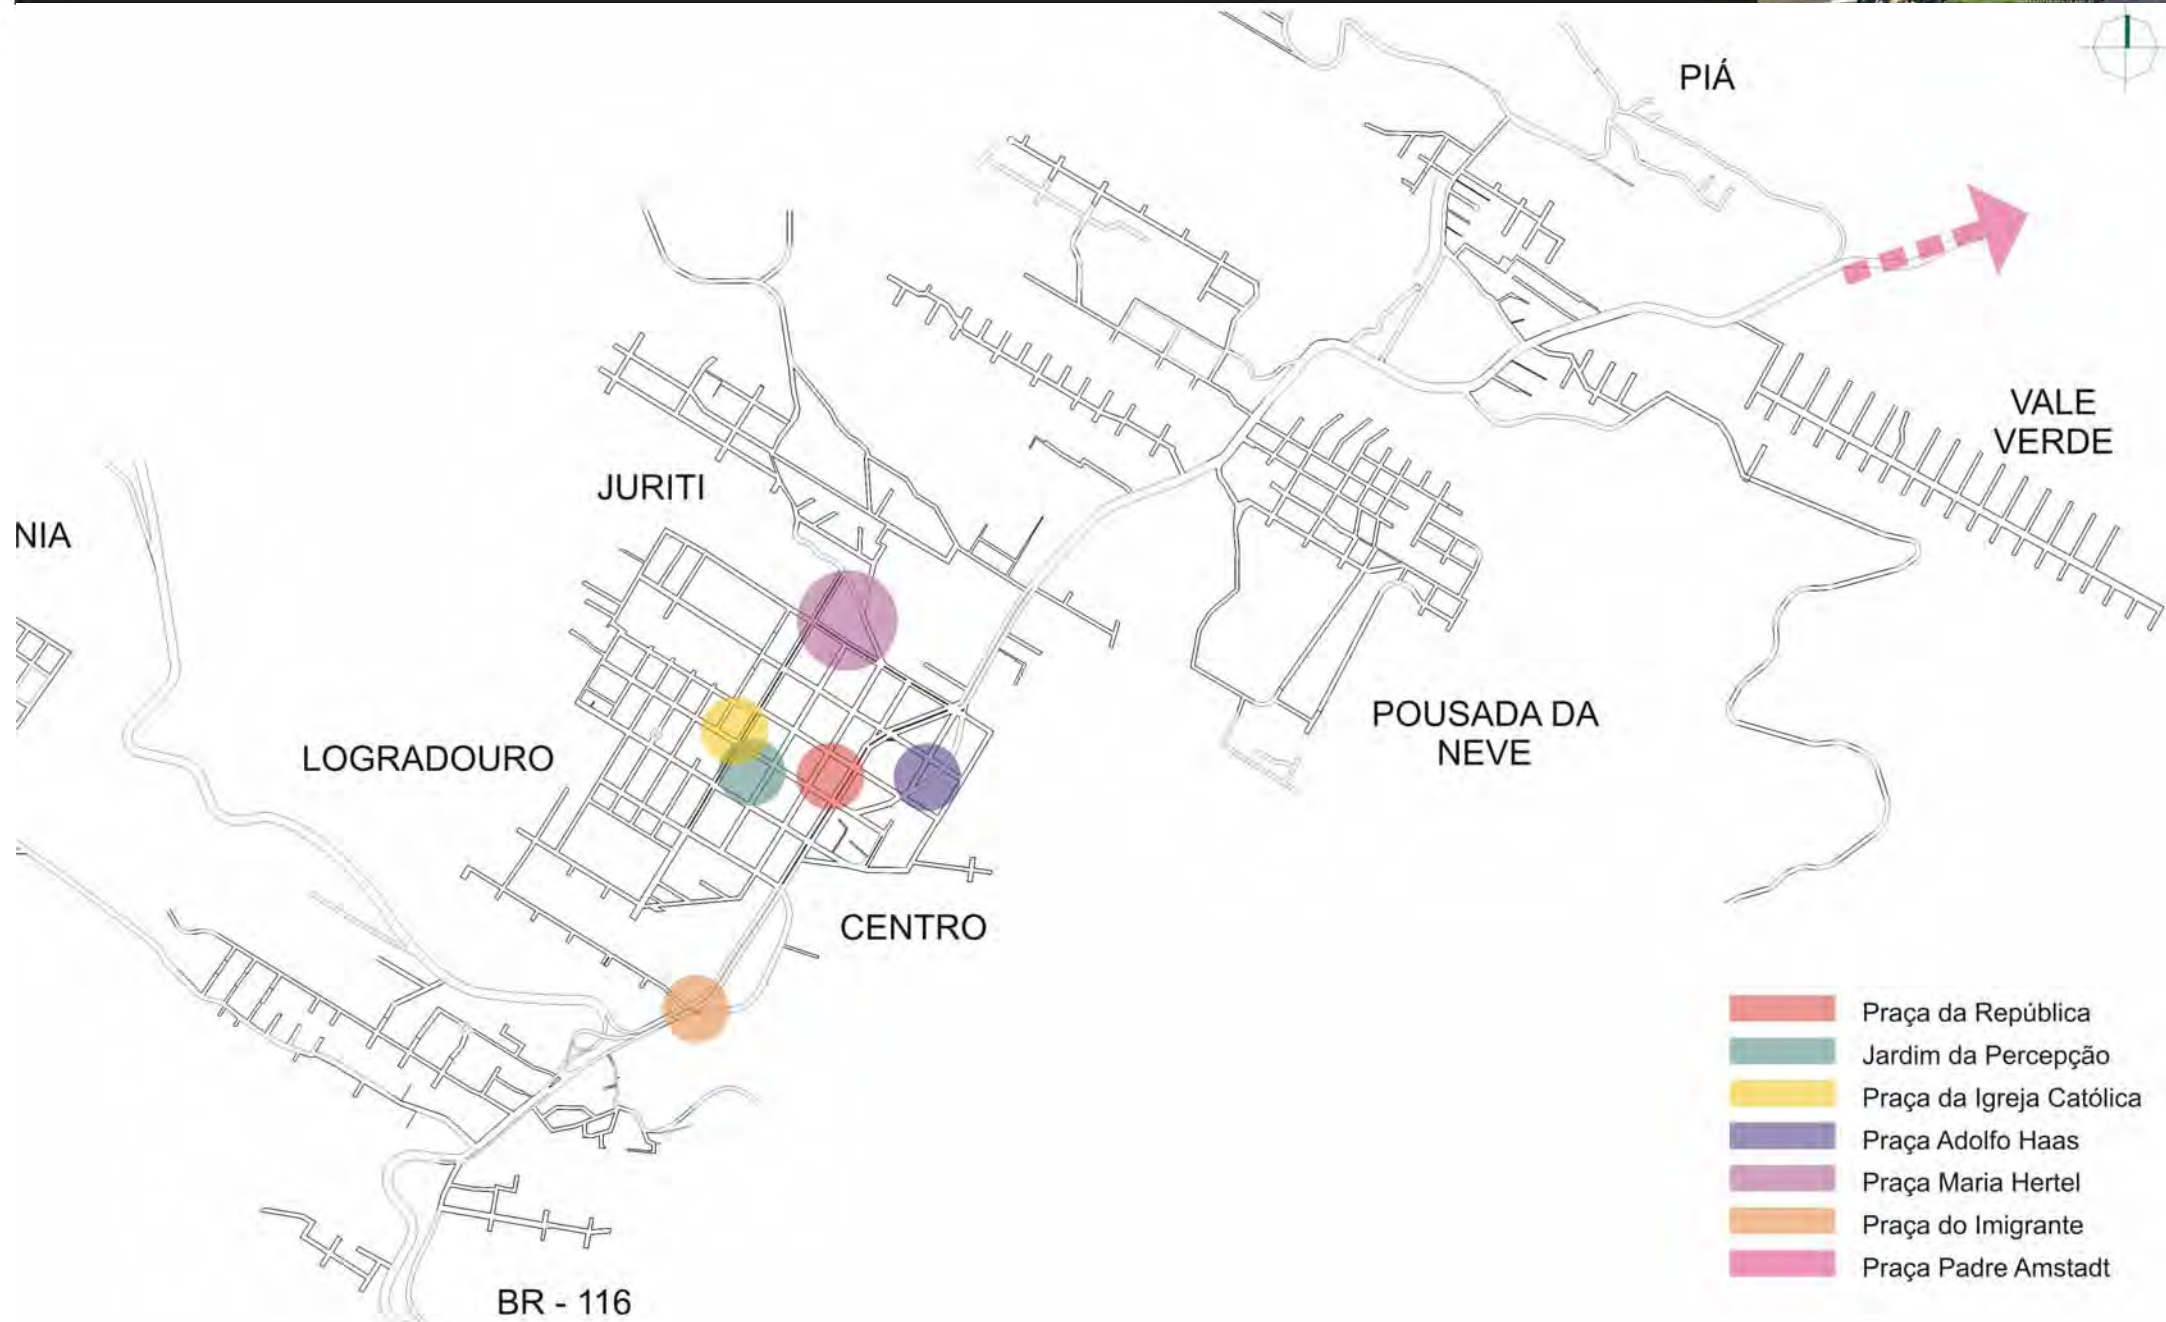 PIÁ
VALE
VERDE
JURITI
NIA
POUSADA DA
NEVE
LOGRADOURO
CENTRO
BR - 116
Praça da República
Jardim da Percepção
Praça da Igreja Católica
Praça Adolfo Haas
Praça Maria Hertel
Praça do Imigrante
Praça Padre Amstadt